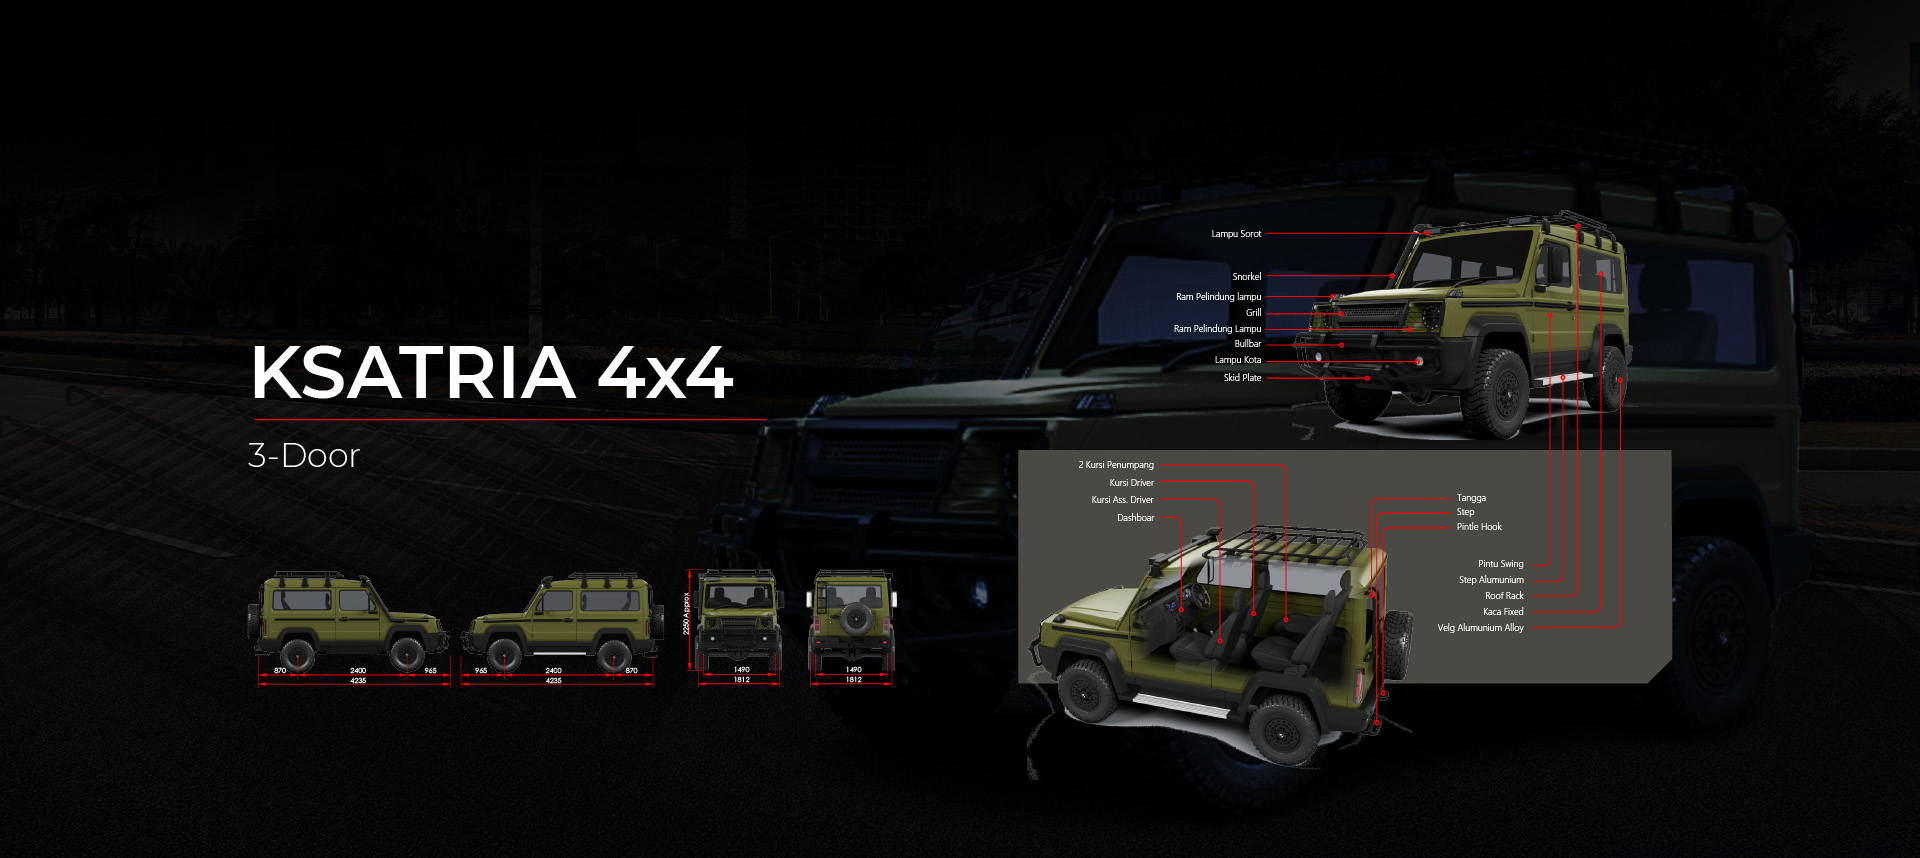 KSATRIA 4x4
3-Door
870 2400 965
4235
965 2400 870
4235
2250 Approx
1490
1812
1490
1812
Lampu Sorot
Snorkel
Ram Pelindung lampu
Grill
Ram Pelindung Lampu
Bullbar
Lampu Kota
Skid Plate
2 Kursi Penumpang
Kursi Driver
Kursi Ass. Driver
Dashboar
Tangga
Step
Pintle Hook
Pintu Swing
Step Alumunium
Roof Rack
Kaca Fixed
Velg Alumunium Alloy